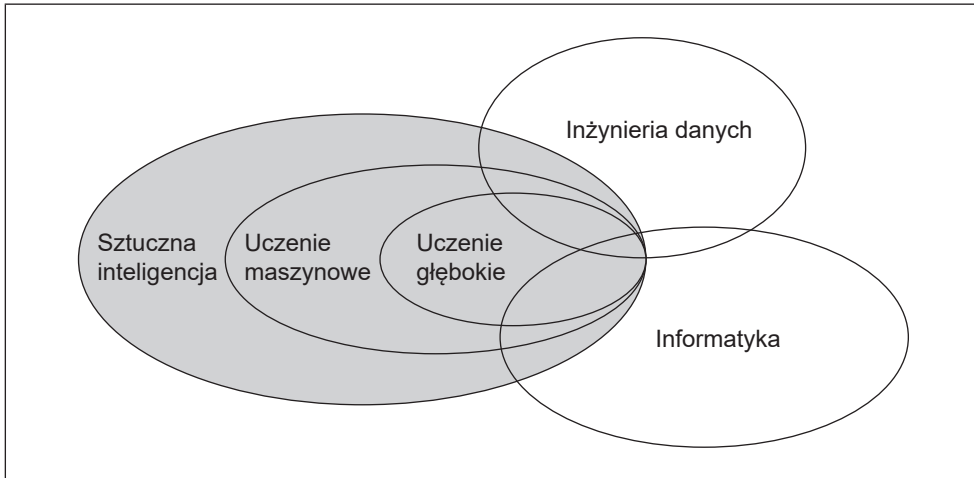 Inżynieria danych
Sztuczna
inteligencja
Uczenie
maszynowe
Uczenie
głębokie
Informatyka